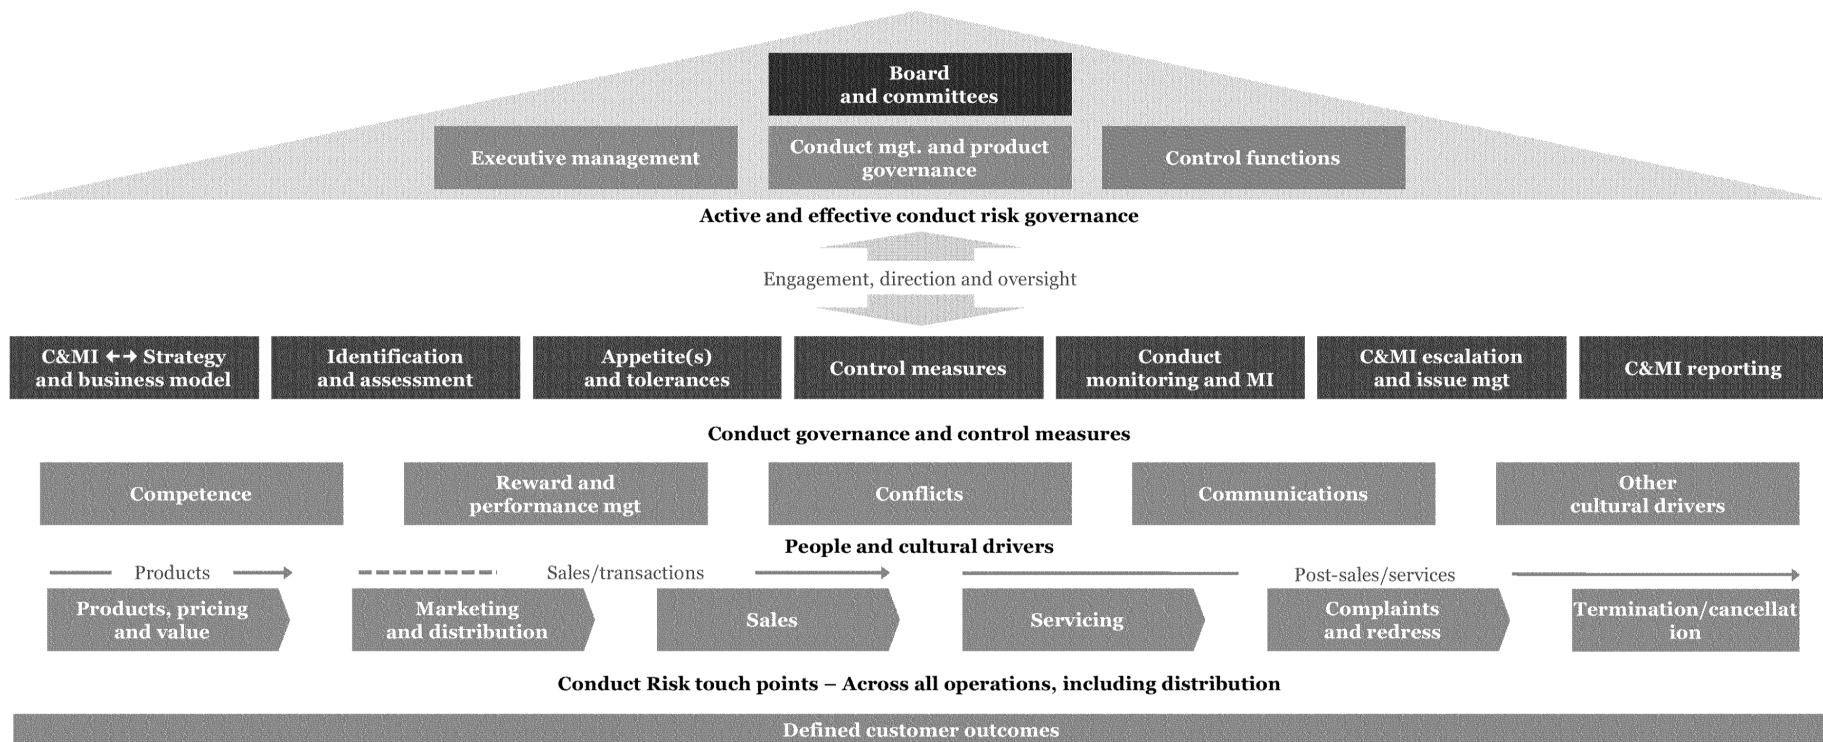 Board
and committees
Executive management
Conduct mgt. and product
governance
Control functions
Active and effective conduct risk governance
Engagement, direction and oversight
C&MI ←→ Strategy
and business model
Identification
and assessment
Appetite(s)
and tolerances
Control measures
Conduct
monitoring and MI
C&MI escalation
and issue mgt
C&MI reporting
Conduct governance and control measures
Competence
Reward and
performance mgt
Conflicts
Communications
Other
cultural drivers
People and cultural drivers
Products
Sales/transactions
Post-sales/services
Products, pricing
and value
Marketing
and distribution
Sales
Servicing
Complaints
and redress
Termination/cancellat
ion
Conduct Risk touch points – Across all operations, including distribution
Defined customer outcomes